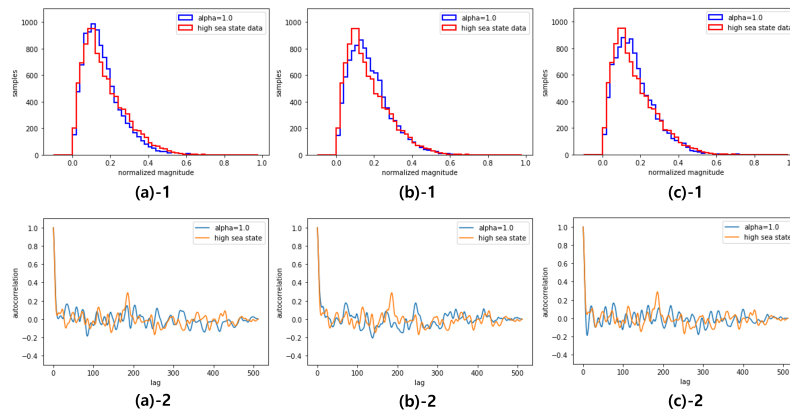 alpha=1.0
high sea state data
samples
1000
800
600
400
200
0
0.0 0.2 0.4 0.6 0.8 1.0
normalized magnitude
(a)-1
alpha=1.0
high sea state data
samples
1000
800
600
400
200
0
0.0 0.2 0.4 0.6 0.8 1.0
normalized magnitude
(b)-1
alpha=1.0
high sea state data
samples
1000
800
600
400
200
0
0.0 0.2 0.4 0.6 0.8 1.0
normalized magnitude
(c)-1
alpha=1.0
high sea state
autocorrelation
1.0
0.8
0.6
0.4
0.2
0.0
−0.2
−0.4
0 100 200 300 400 500
lag
(a)-2
alpha=1.0
high sea state
autocorrelation
1.0
0.8
0.6
0.4
0.2
0.0
−0.2
−0.4
0 100 200 300 400 500
lag
(b)-2
alpha=1.0
high sea state
autocorrelation
1.0
0.8
0.6
0.4
0.2
0.0
−0.2
−0.4
0 100 200 300 400 500
lag
(c)-2